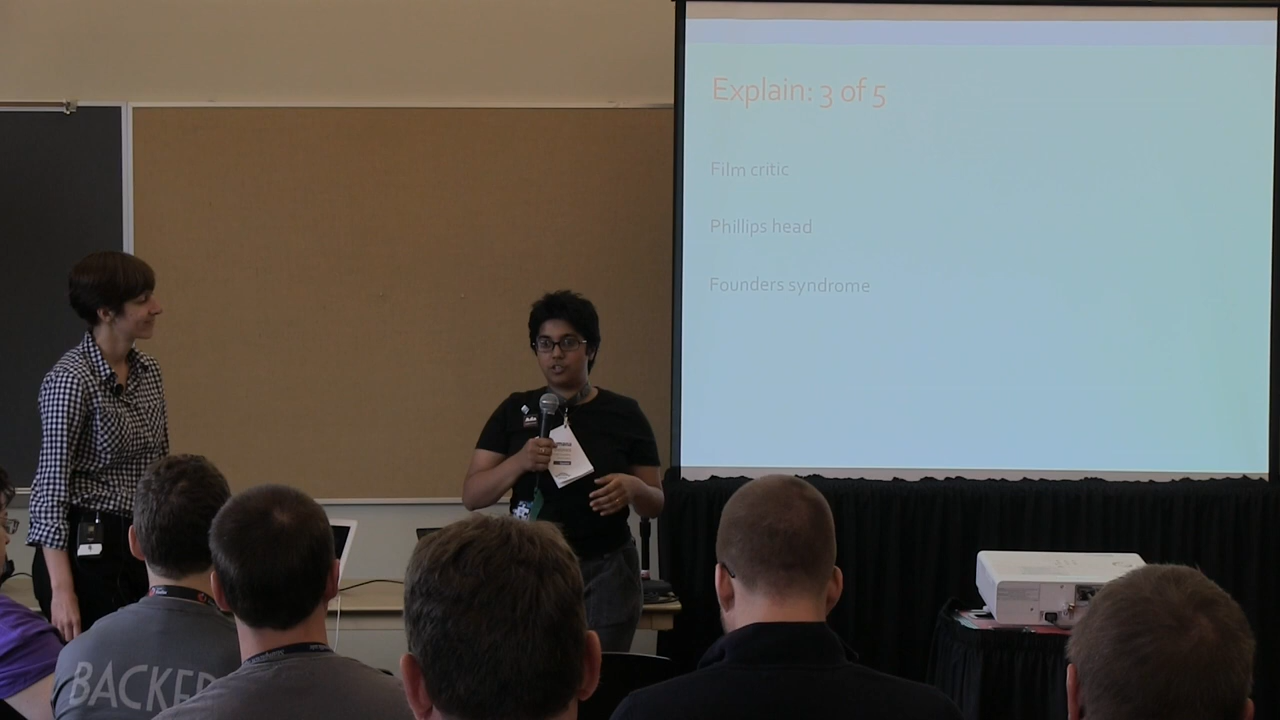 Explain: 3 of 5
Film critic
Phillips head
Founders syndrome
BACKER